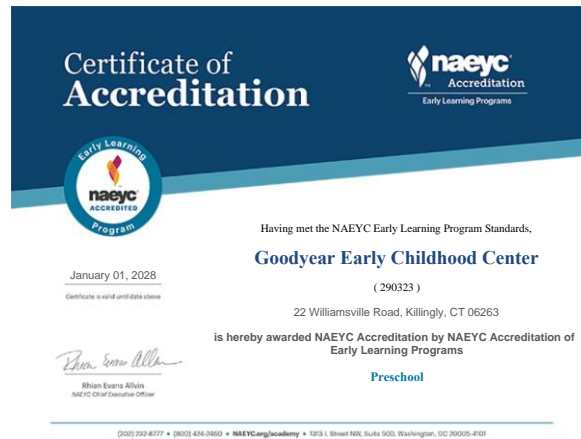 Certificate of
Accreditation
naeyc
Accreditation
Early Learning Programs
Early Learning
naeyc
ACCREDITED
Program
Having met the NAEYC Early Learning Program Standards,
Goodyear Early Childhood Center
( 290323 )
January 01, 2028
Certificate is valid until date above
22 Williamsville Road, Killingly, CT 06263
is hereby awarded NAEYC Accreditation by NAEYC Accreditation of
Early Learning Programs
Rhian Evans Allvin
Rhian Evans Allvin
NAEYC Chief Executive Officer
Preschool
(202) 232-8777 • (800) 424-2460 • NAEYC.org/academy • 1313 L Street NW, Suite 500, Washington, DC 20005-4101